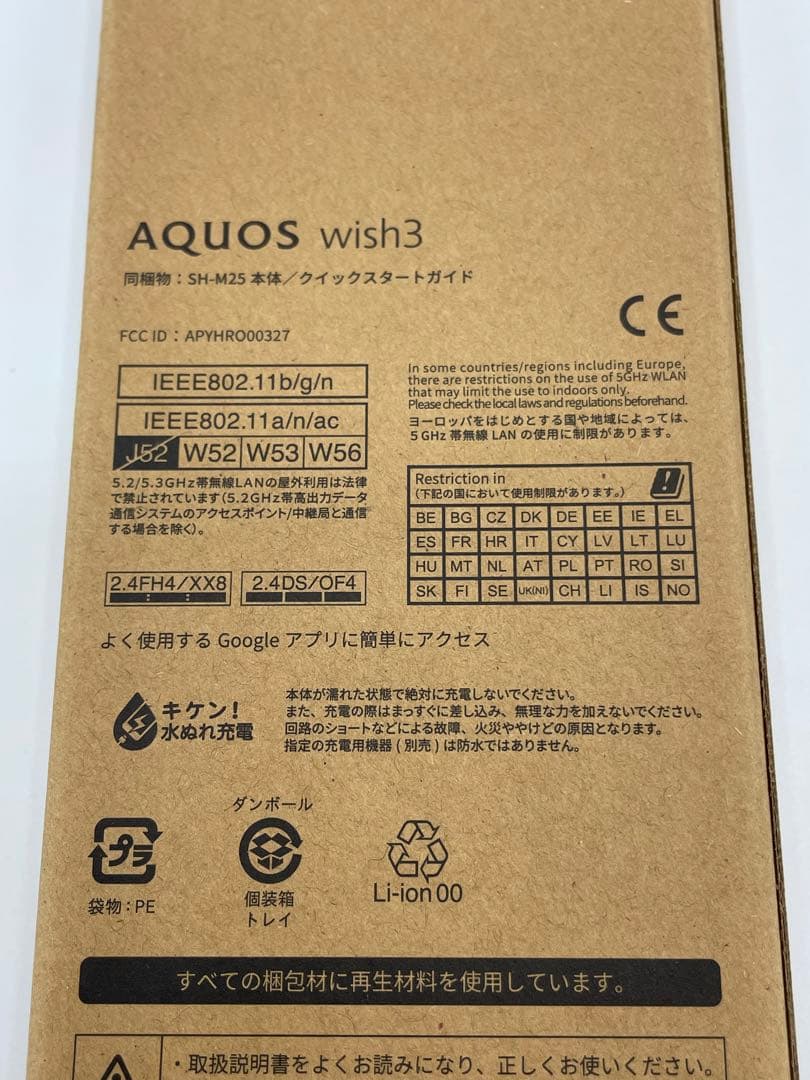 AQUOS wish3
同梱物：SH-M25 本体／クイックスタートガイド
FCC ID：APYHRO00327
CE
IEEE802.11b/g/n
IEEE802.11a/n/ac
J52 W52 W53 W56
5.2/5.3GHz帯無線LANの屋外利用は法律
で禁止されています(5.2GHz帯高出力データ
通信システムのアクセスポイント/中継局と通信
する場合を除く)。
In some countries/regions including Europe,
there are restrictions on the use of 5GHz WLAN
that may limit the use to indoors only.
Please check the local laws and regulations beforehand.
ヨーロッパをはじめとする国や地域によっては、
5GHz 帯無線 LAN の使用に制限があります。
Restriction in
(下記の国において使用制限があります。)
BE BG CZ DK DE EE IE EL
ES FR HR IT CY LV LT LU
HU MT NL AT PL PT RO SI
SK FI SE UK(NI) CH LI IS NO
2.4FH4/XX8 2.4DS/OF4
よく使用する Google アプリに簡単にアクセス
キケン！
水ぬれ充電
本体が濡れた状態で絶対に充電しないでください。
また、充電の際はまっすぐに差し込み、無理な力を加えないでください。
回路のショートなどによる故障、火災ややけどの原因となります。
指定の充電用機器 (別売) は防水ではありません。
プラ
袋物：PE
ダンボール
個装箱
トレイ
Li-ion 00
すべての梱包材に再生材料を使用しています。
・取扱説明書をよくお読みになり、正しくお使いください。